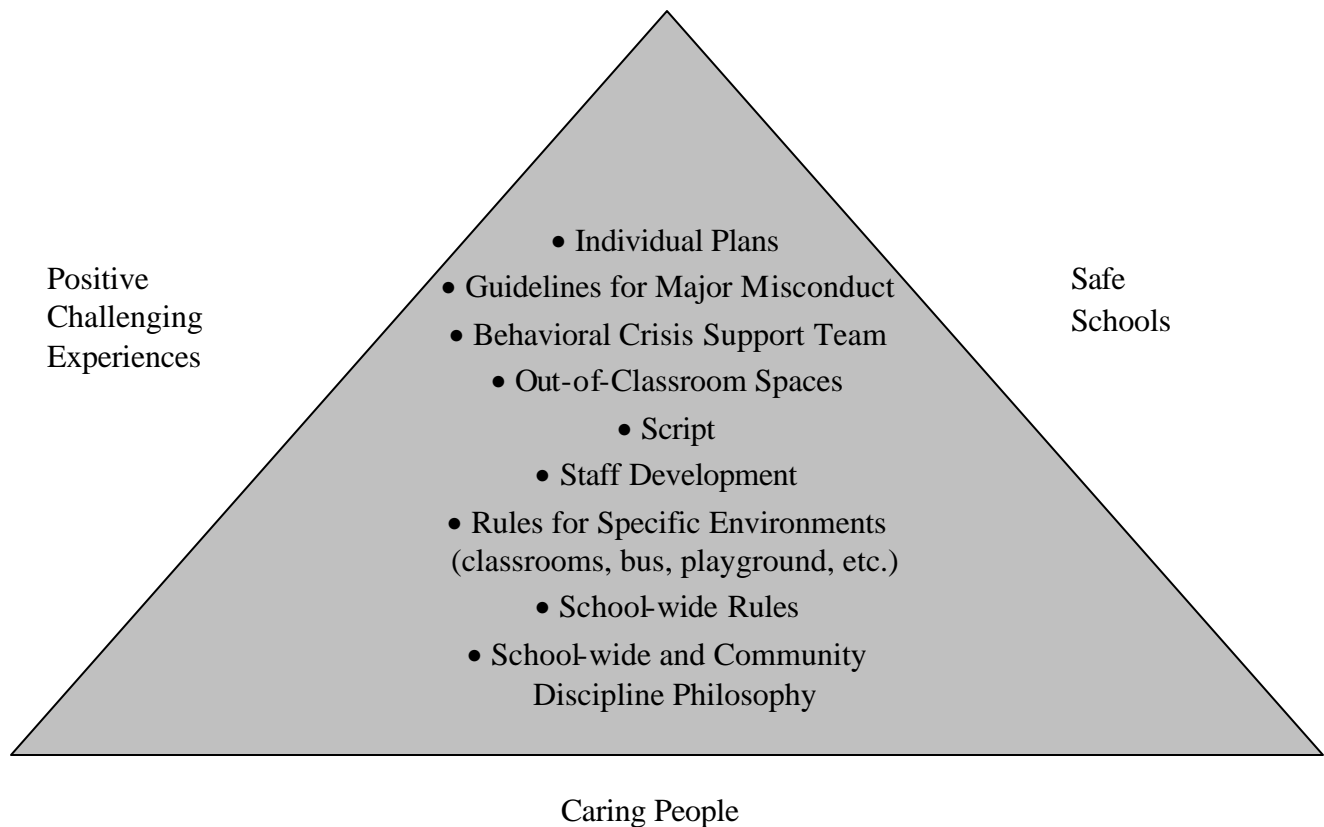 • Individual Plans
• Guidelines for Major Misconduct
• Behavioral Crisis Support Team
• Out-of-Classroom Spaces
• Script
• Staff Development
• Rules for Specific Environments
(classrooms, bus, playground, etc.)
• School-wide Rules
• School-wide and Community
Discipline Philosophy
Positive
Challenging
Experiences
Safe
Schools
Caring People